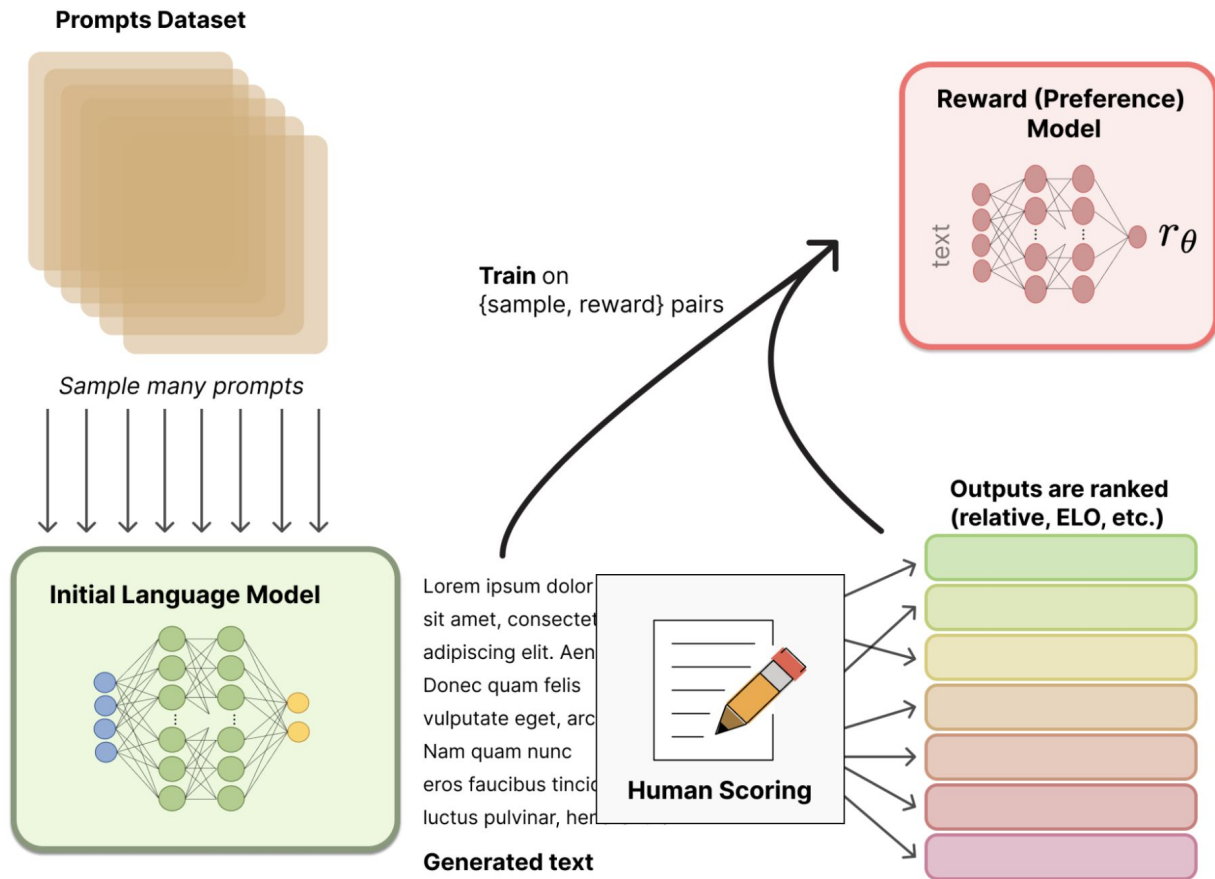 Prompts Dataset
Sample many prompts
Initial Language Model
Train on
{sample, reward} pairs
Reward (Preference)
Model
text
r_θ
Lorem ipsum dolor
sit amet, consectet
adipiscing elit. Aen
Donec quam felis
vulputate eget, arc
Nam quam nunc
eros faucibus tincid
luctus pulvinar, her
Generated text
Human Scoring
Outputs are ranked
(relative, ELO, etc.)